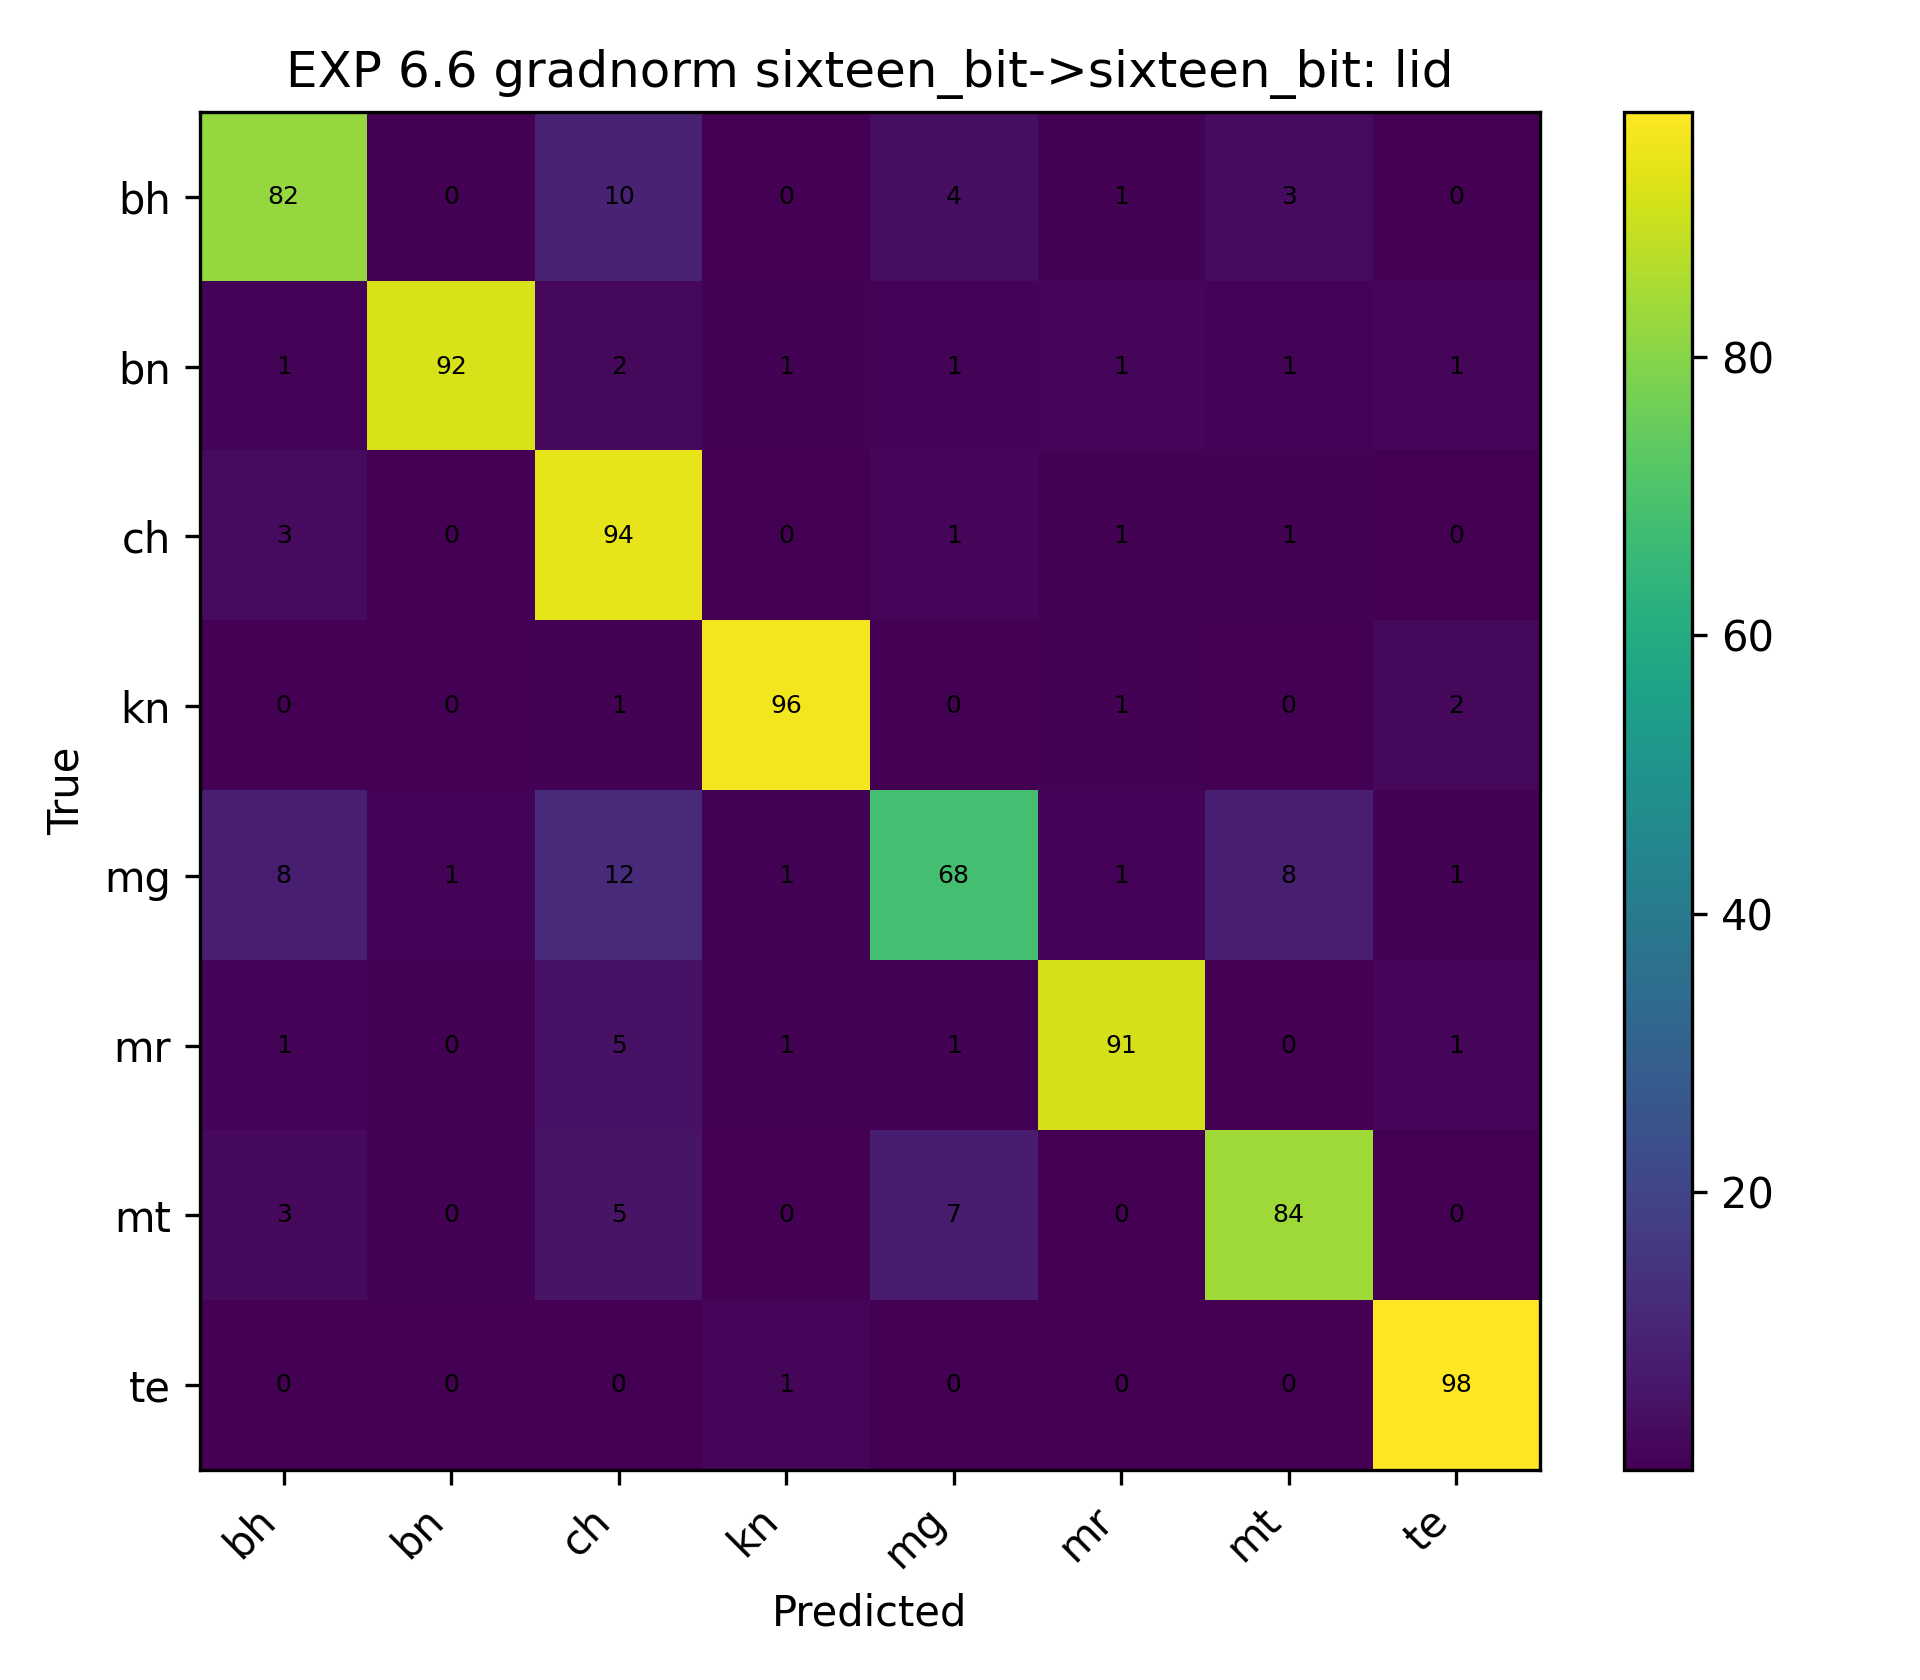 EXP 6.6 gradnorm sixteen_bit->sixteen_bit: lid
bh 82 0 10 0 4 1 3 0
bn 1 92 2 1 1 1 1 1
ch 3 0 94 0 1 1 1 0
kn 0 0 1 96 0 1 0 2
mg 8 1 12 1 68 1 8 1
mr 1 0 5 1 1 91 0 1
mt 3 0 5 0 7 0 84 0
te 0 0 0 1 0 0 0 98
bh bn ch kn mg mr mt te
Predicted
True
80
60
40
20